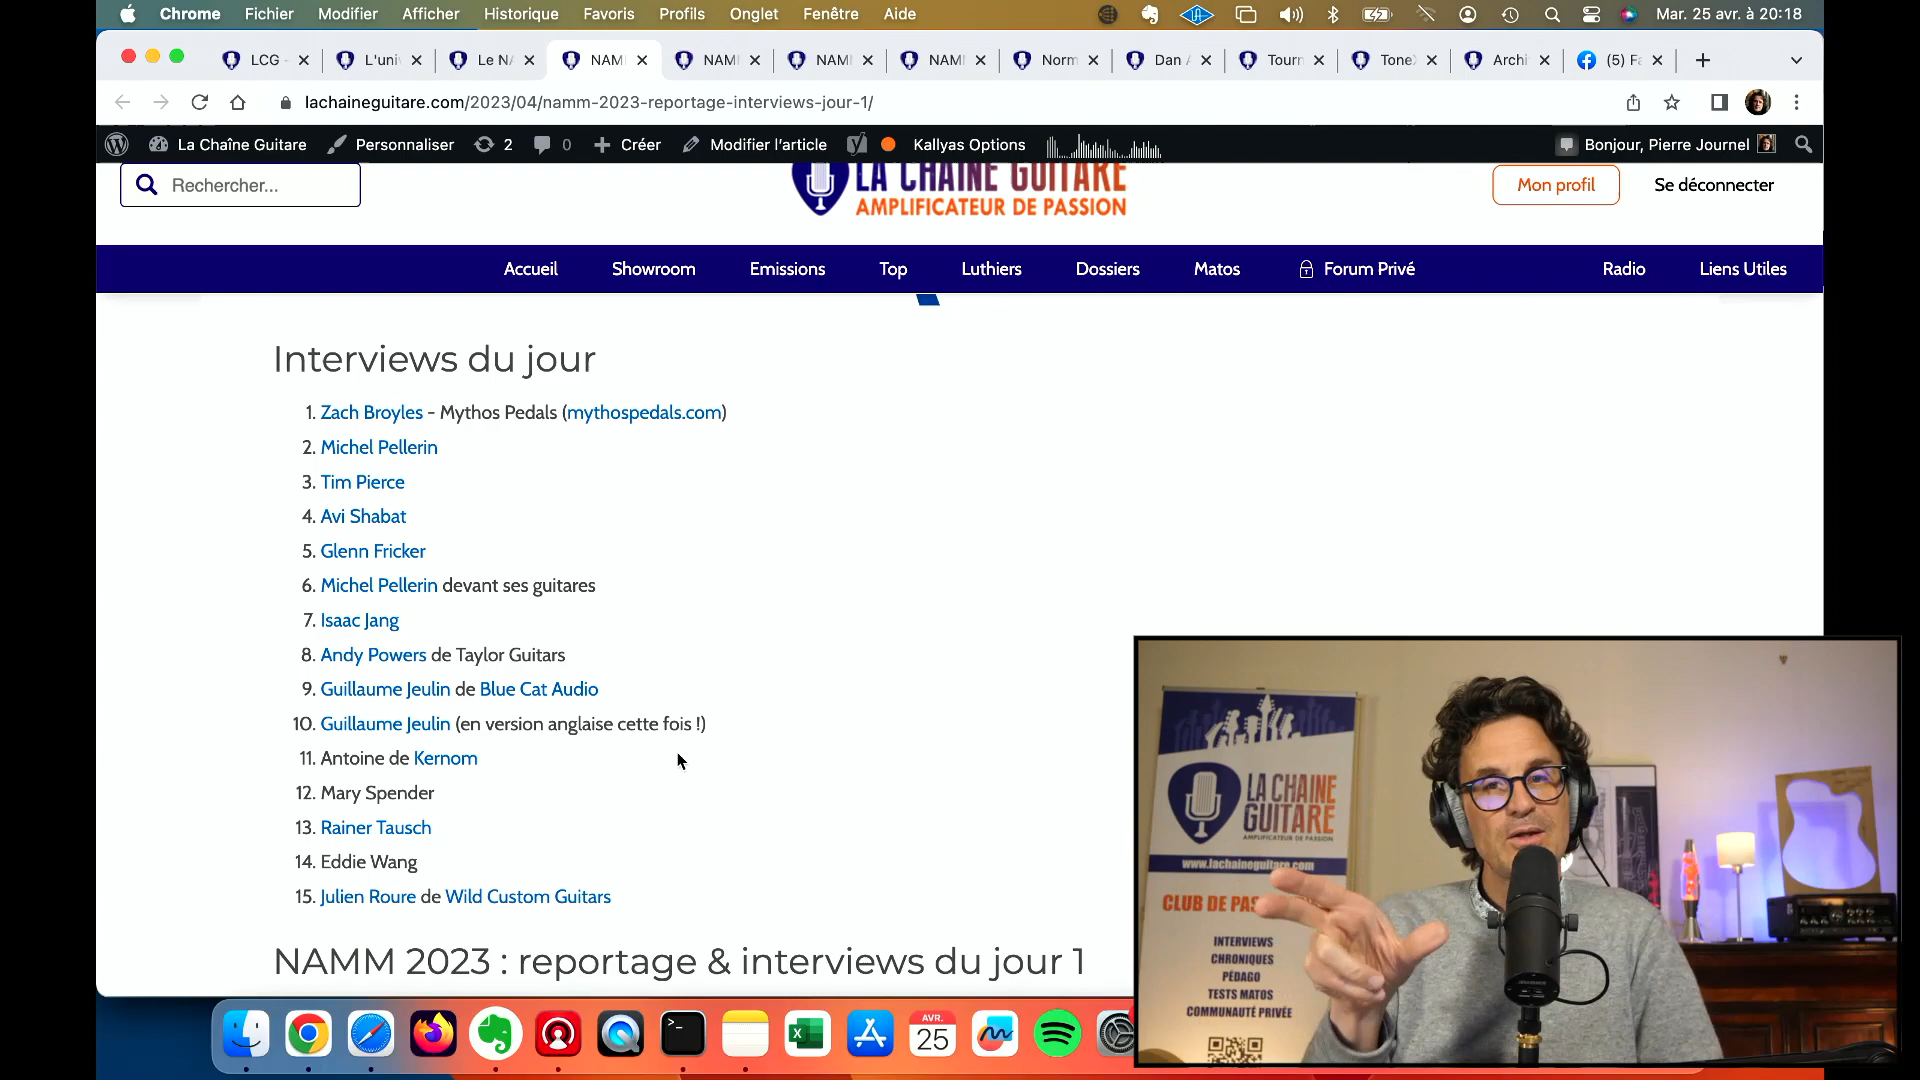 Chrome Fichier Modifier Afficher Historique Favoris Profils Onglet Fenêtre Aide Mar. 25 avr. à 20:18
LCG - L'uni Le NA NAM NAM NAM NAM Norm Dan A Tourn Tone Archi (5) Fa
lachaineguitare.com/2023/04/namm-2023-reportage-interviews-jour-1/
La Chaîne Guitare Personnaliser 2 0 Créer Modifier l'article Kallyas Options Bonjour, Pierre Journel
Rechercher...
LA CHAINE GUITARE
AMPLIFICATEUR DE PASSION
Mon profil Se déconnecter
Accueil Showroom Emissions Top Luthiers Dossiers Matos Forum Privé Radio Liens Utiles
Interviews du jour
1. Zach Broyles - Mythos Pedals (mythospedals.com)
2. Michel Pellerin
3. Tim Pierce
4. Avi Shabat
5. Glenn Fricker
6. Michel Pellerin devant ses guitares
7. Isaac Jang
8. Andy Powers de Taylor Guitars
9. Guillaume Jeulin de Blue Cat Audio
10. Guillaume Jeulin (en version anglaise cette fois !)
11. Antoine de Kernom
12. Mary Spender
13. Rainer Tausch
14. Eddie Wang
15. Julien Roure de Wild Custom Guitars
NAMM 2023 : reportage & interviews du jour 1
LA CHAINE
GUITARE
AMPLIFICATEUR DE PASSION
www.lachaineguitare.com
CLUB DE PAS
INTERVIEWS
CHRONIQUES
PÉDAGO
TESTS MATOS
COMMUNAUTÉ PRIVÉE
AVR.
25